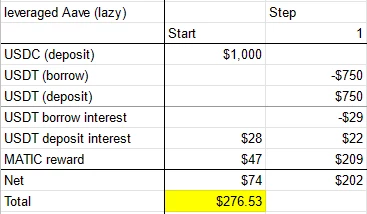 leveraged Aave (lazy) Step
Start 1
USDC (deposit) $1,000
USDT (borrow) -$750
USDT (deposit) $750
USDT borrow interest -$29
USDT deposit interest $28 $22
MATIC reward $47 $209
Net $74 $202
Total $276.53